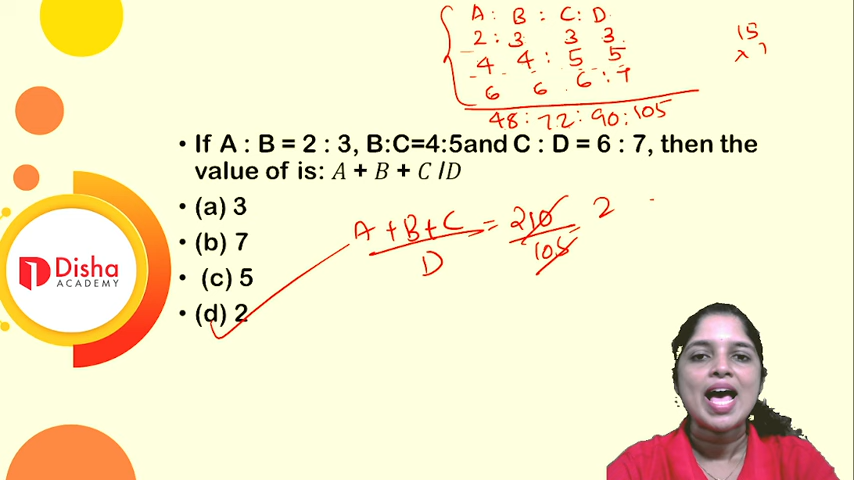 A : B : C : D
2 : 3 3 3
4 4 : 5 5
6 6 6 : 7
48 : 72 : 90 : 105
15
x 7
• If A : B = 2 : 3, B:C=4:5and C : D = 6 : 7, then the
value of is: A + B + C /D
• (a) 3
• (b) 7
• (c) 5
• (d) 2
A + B + C = 210 = 2
D 105
Disha
ACADEMY